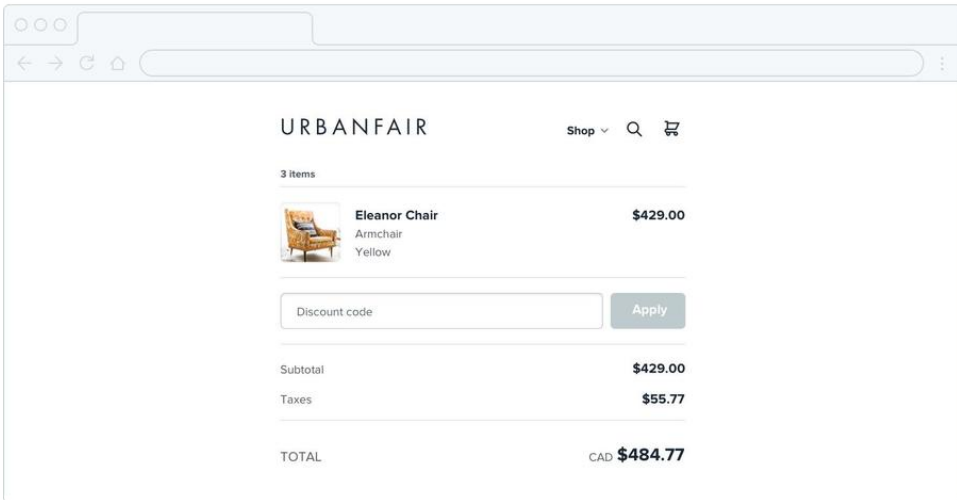 URBANFAIR
Shop
3 items
Eleanor Chair $429.00
Armchair
Yellow
Discount code Apply
Subtotal $429.00
Taxes $55.77
TOTAL CAD $484.77